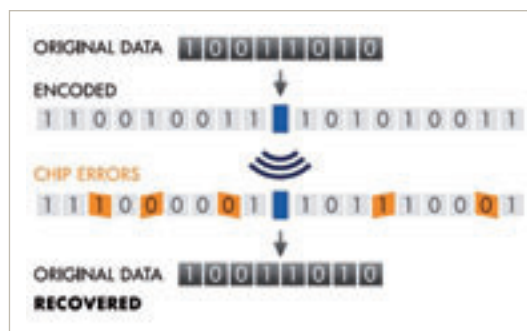 ORIGINAL DATA 1 0 0 1 1 0 1 0
ENCODED
1 1 0 0 1 0 0 1 1 1 0 1 0 1 0 0 1 1
CHIP ERRORS
1 1 1 0 0 0 0 0 1 1 0 1 1 1 0 0 0 1
ORIGINAL DATA 1 0 0 1 1 0 1 0
RECOVERED